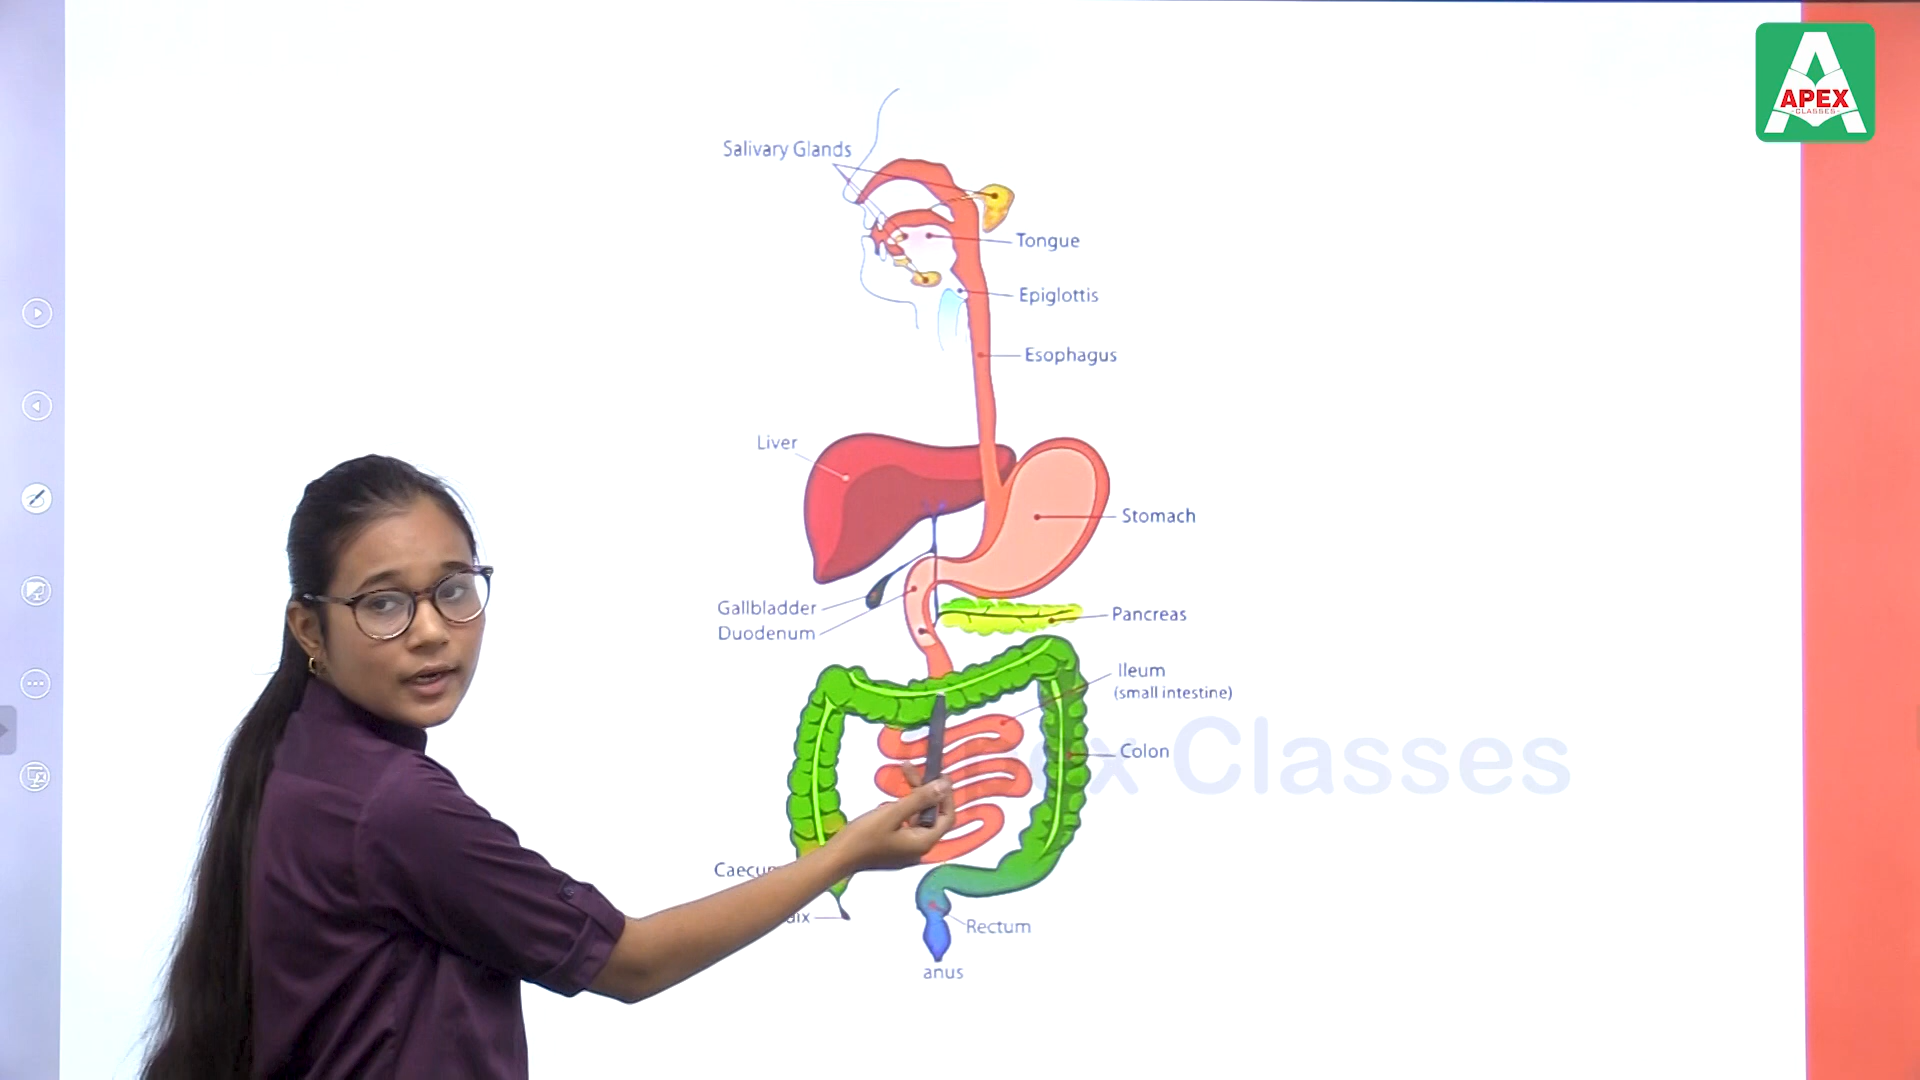 APEX
CLASSES
Salivary Glands
Tongue
Epiglottis
Esophagus
Liver
Stomach
Gallbladder
Duodenum
Pancreas
Ileum
(small intestine)
Colon
Classes
Rectum
anus